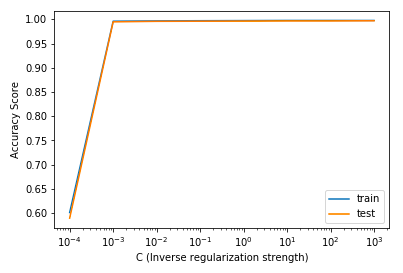 1.00
0.95
0.90
0.85
0.80
0.75
0.70
0.65
0.60
Accuracy Score
train
test
10⁻⁴ 10⁻³ 10⁻² 10⁻¹ 10⁰ 10¹ 10² 10³
C (Inverse regularization strength)